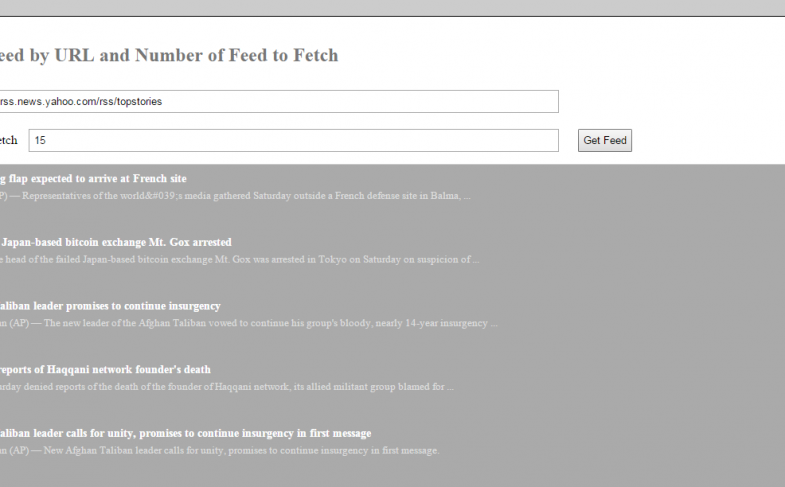 eed by URL and Number of Feed to Fetch
rss.news.yahoo.com/rss/topstories
etch 15 Get Feed
g flap expected to arrive at French site
P) — Representatives of the world&#039;s media gathered Saturday outside a French defense site in Balma, ...
Japan-based bitcoin exchange Mt. Gox arrested
e head of the failed Japan-based bitcoin exchange Mt. Gox was arrested in Tokyo on Saturday on suspicion of ...
aliban leader promises to continue insurgency
n (AP) — The new leader of the Afghan Taliban vowed to continue his group's bloody, nearly 14-year insurgency ...
reports of Haqqani network founder's death
rday denied reports of the death of the founder of Haqqani network, its allied militant group blamed for ...
aliban leader calls for unity, promises to continue insurgency in first message
n (AP) — New Afghan Taliban leader calls for unity, promises to continue insurgency in first message.